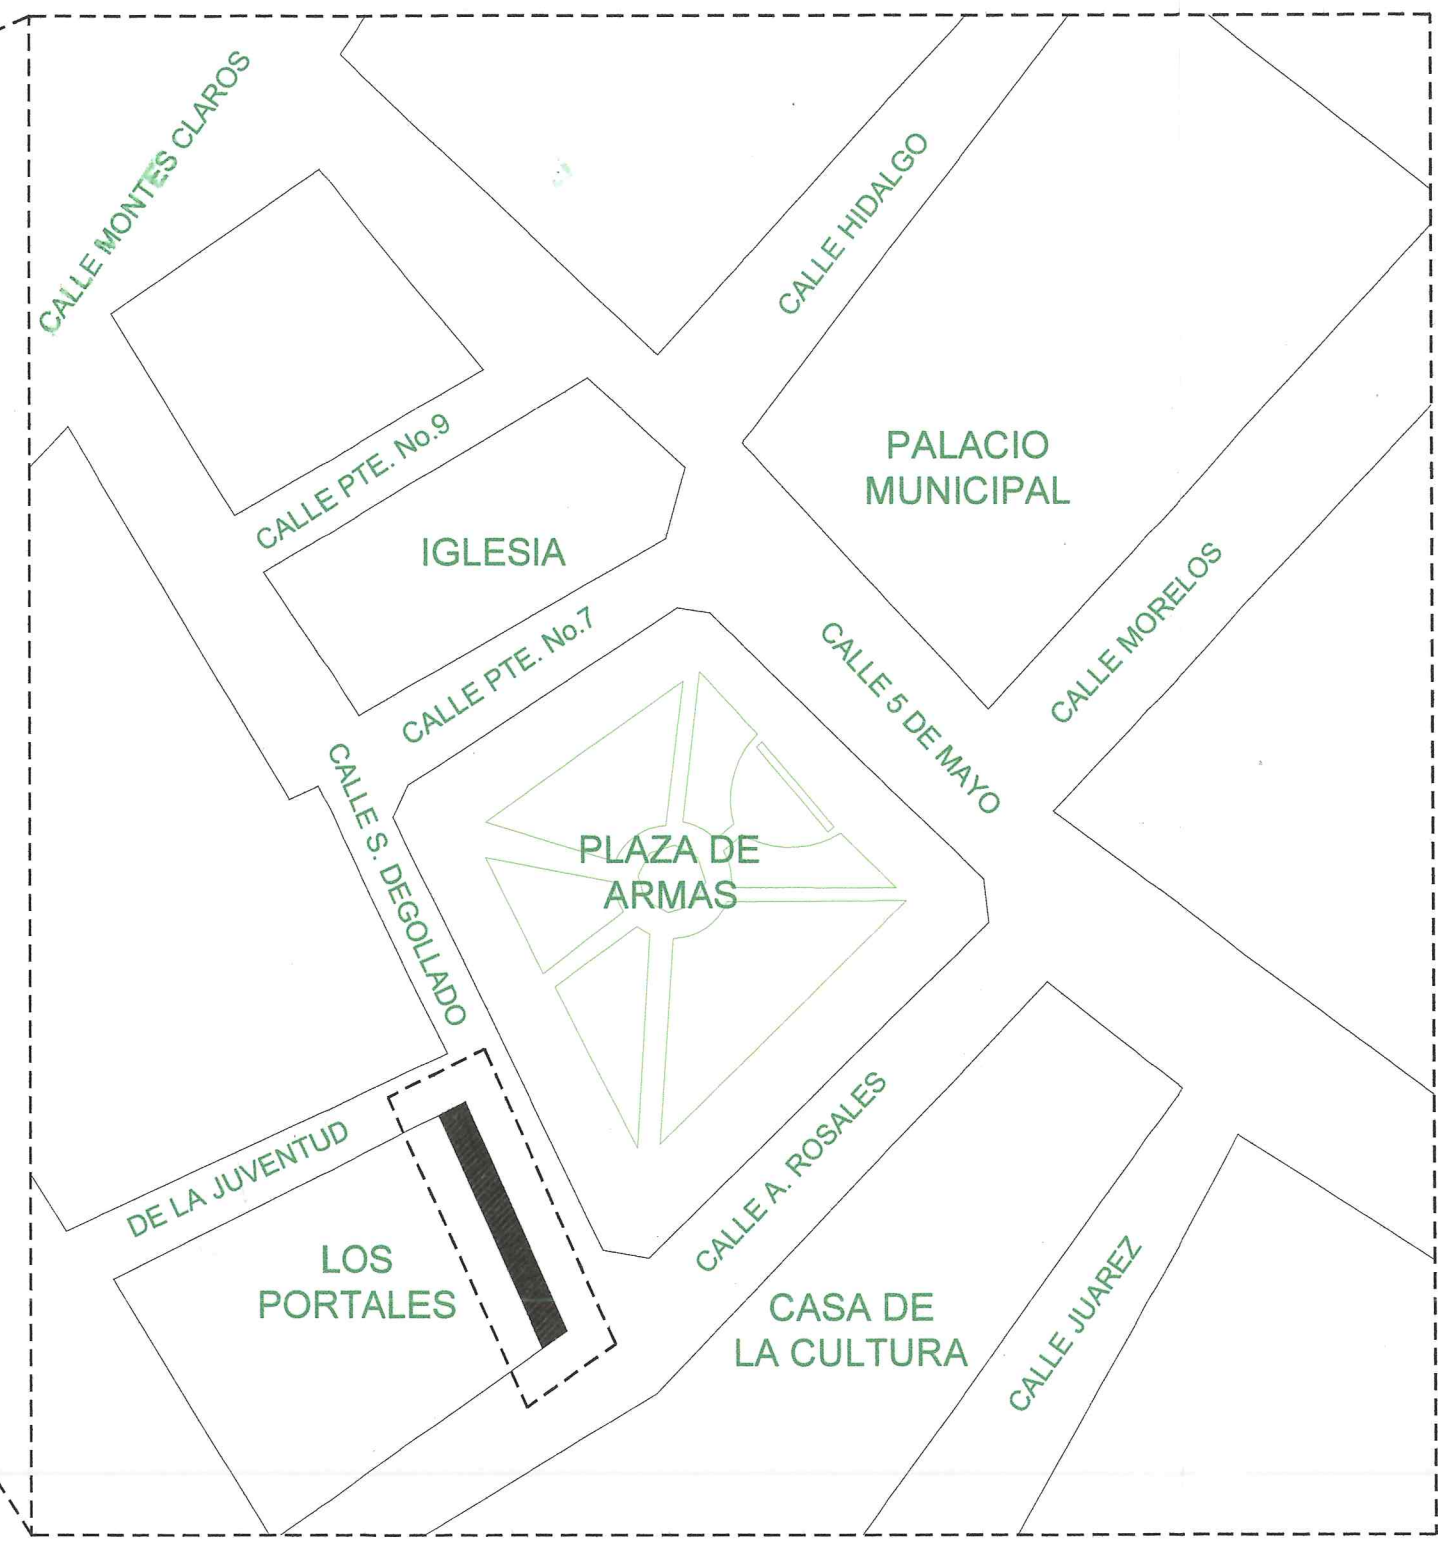 CALLE MONTES CLAROS
CALLE HIDALGO
CALLE PTE. No.9
PALACIO
MUNICIPAL
IGLESIA
CALLE PTE. No.7
CALLE MORELOS
CALLE 5 DE MAYO
CALLE S. DEGOLLADO
PLAZA DE
ARMAS
DE LA JUVENTUD
CALLE A. ROSALES
LOS
PORTALES
CASA DE
LA CULTURA
CALLE JUAREZ